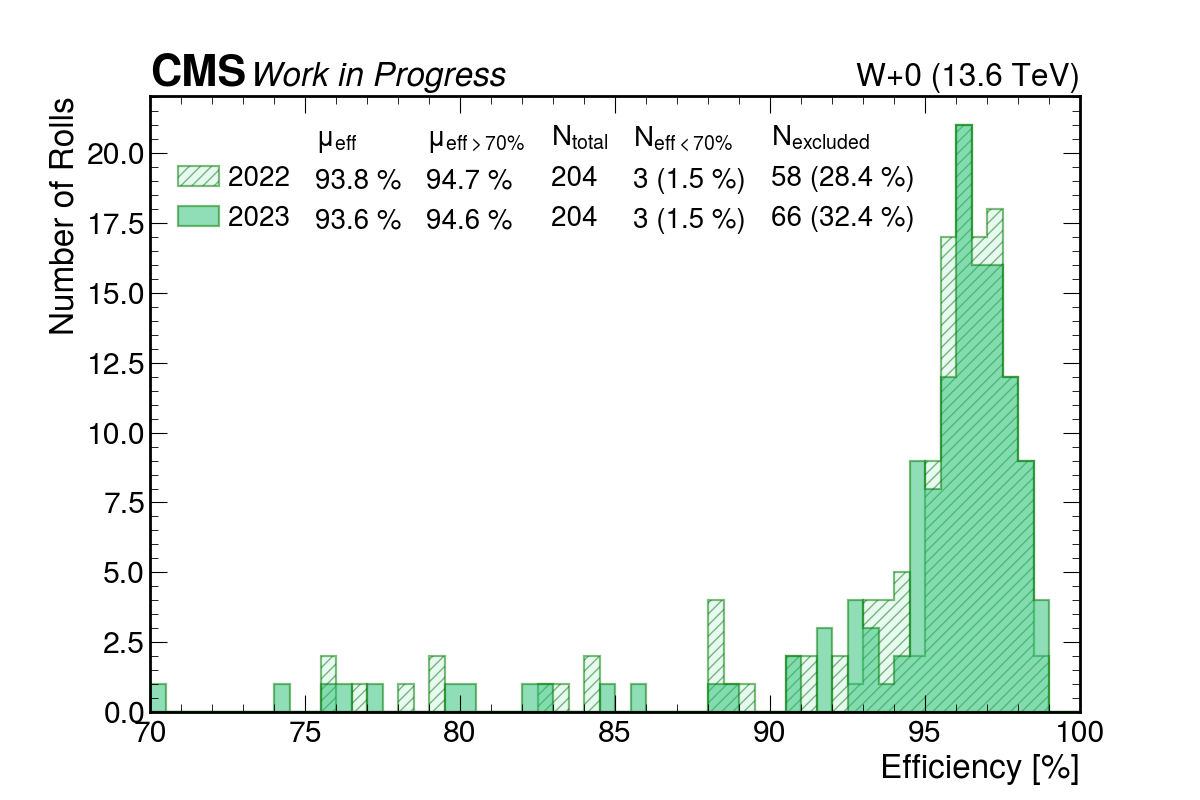 CMS Work in Progress W+0 (13.6 TeV)
Number of Rolls
μeff μeff > 70% Ntotal Neff < 70% Nexcluded
2022 93.8 % 94.7 % 204 3 (1.5 %) 58 (28.4 %)
2023 93.6 % 94.6 % 204 3 (1.5 %) 66 (32.4 %)
20.0
17.5
15.0
12.5
10.0
7.5
5.0
2.5
0.0
70 75 80 85 90 95 100
Efficiency [%]